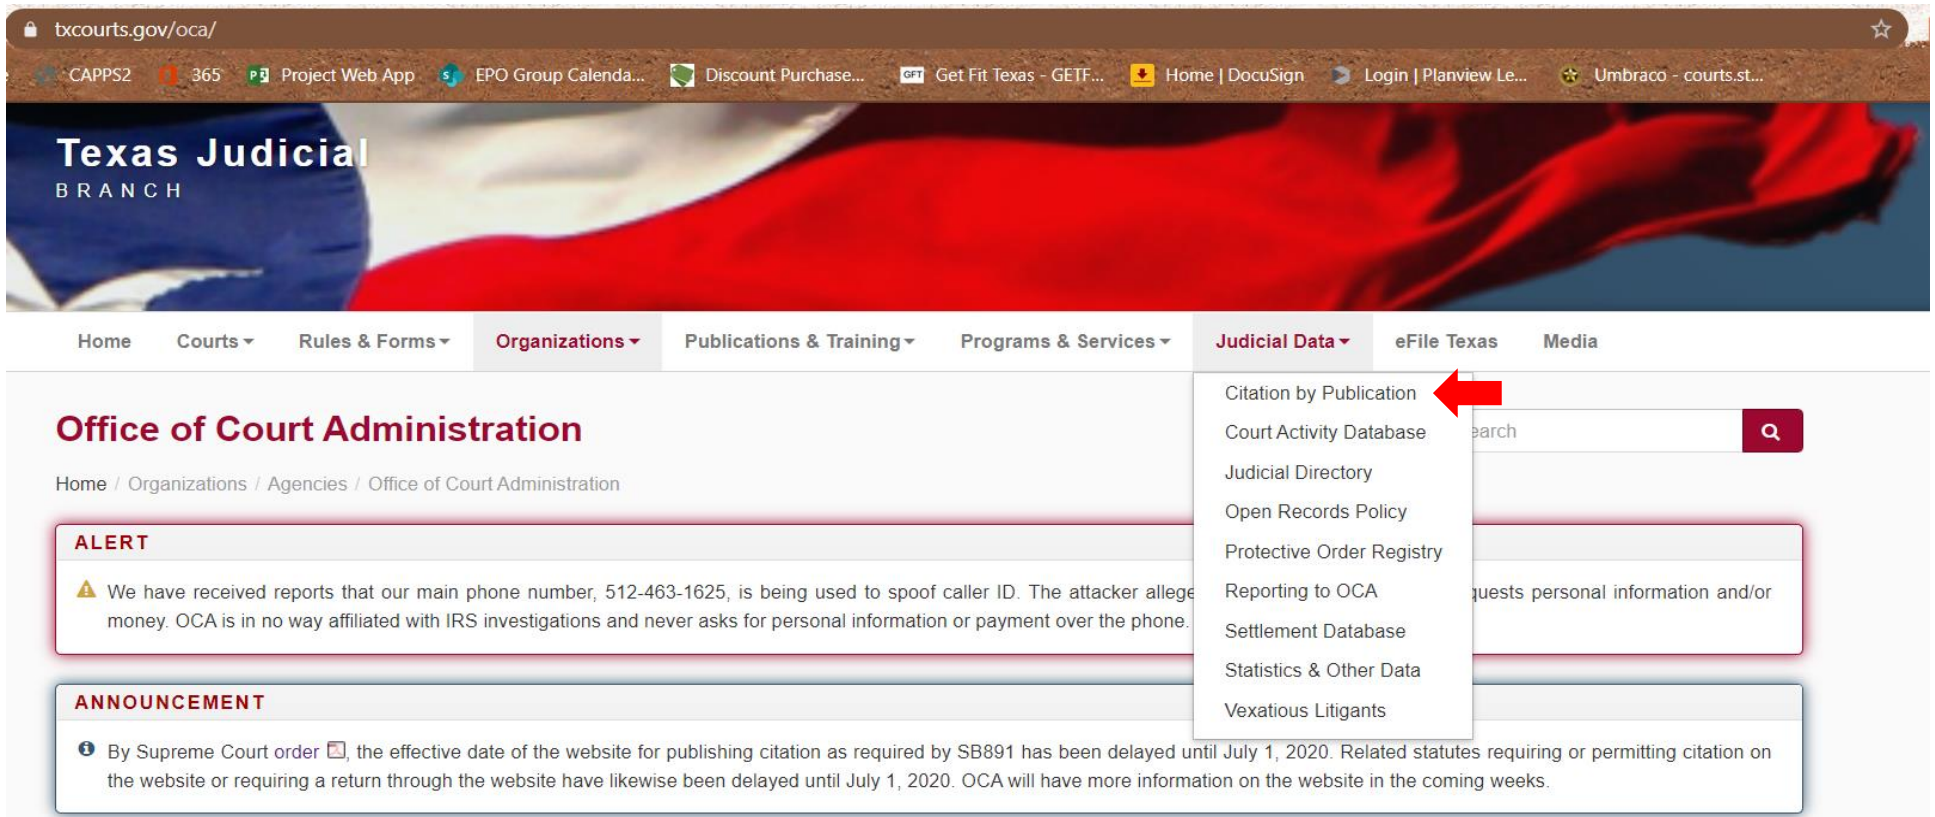 txcourts.gov/oca/
CAPPS2 365 Project Web App EPO Group Calenda... Discount Purchase... GFT Get Fit Texas - GETF... Home | DocuSign Login | Planview Le... Umbraco - courts.st...
Texas Judicial
BRANCH
Home Courts Rules & Forms Organizations Publications & Training Programs & Services Judicial Data eFile Texas Media
Citation by Publication
Court Activity Database
Judicial Directory
Open Records Policy
Protective Order Registry
Reporting to OCA
Settlement Database
Statistics & Other Data
Vexatious Litigants
Office of Court Administration
earch
Home / Organizations / Agencies / Office of Court Administration
ALERT
We have received reports that our main phone number, 512-463-1625, is being used to spoof caller ID. The attacker allege quests personal information and/or
money. OCA is in no way affiliated with IRS investigations and never asks for personal information or payment over the phone.
ANNOUNCEMENT
By Supreme Court order , the effective date of the website for publishing citation as required by SB891 has been delayed until July 1, 2020. Related statutes requiring or permitting citation on
the website or requiring a return through the website have likewise been delayed until July 1, 2020. OCA will have more information on the website in the coming weeks.